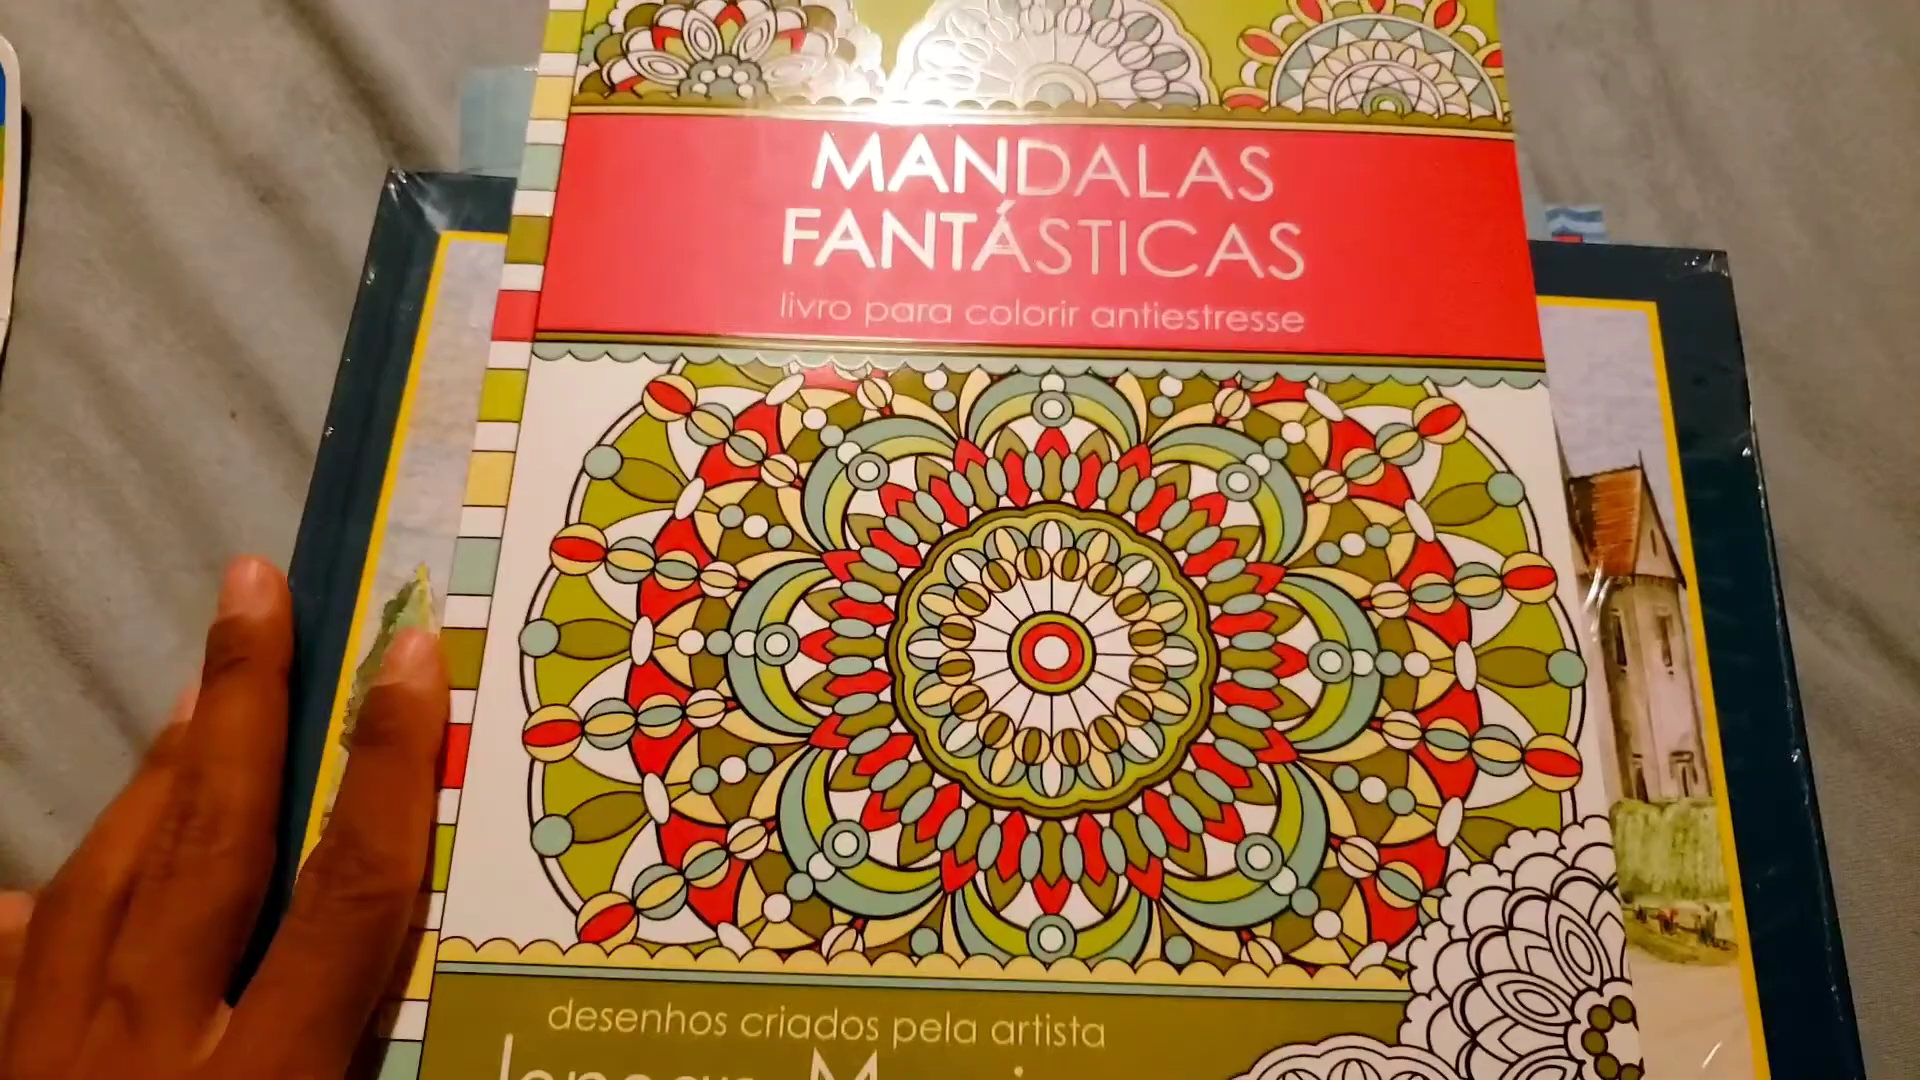 MANDALAS
FANTÁSTICAS
livro para colorir antiestresse
desenhos criados pela artista